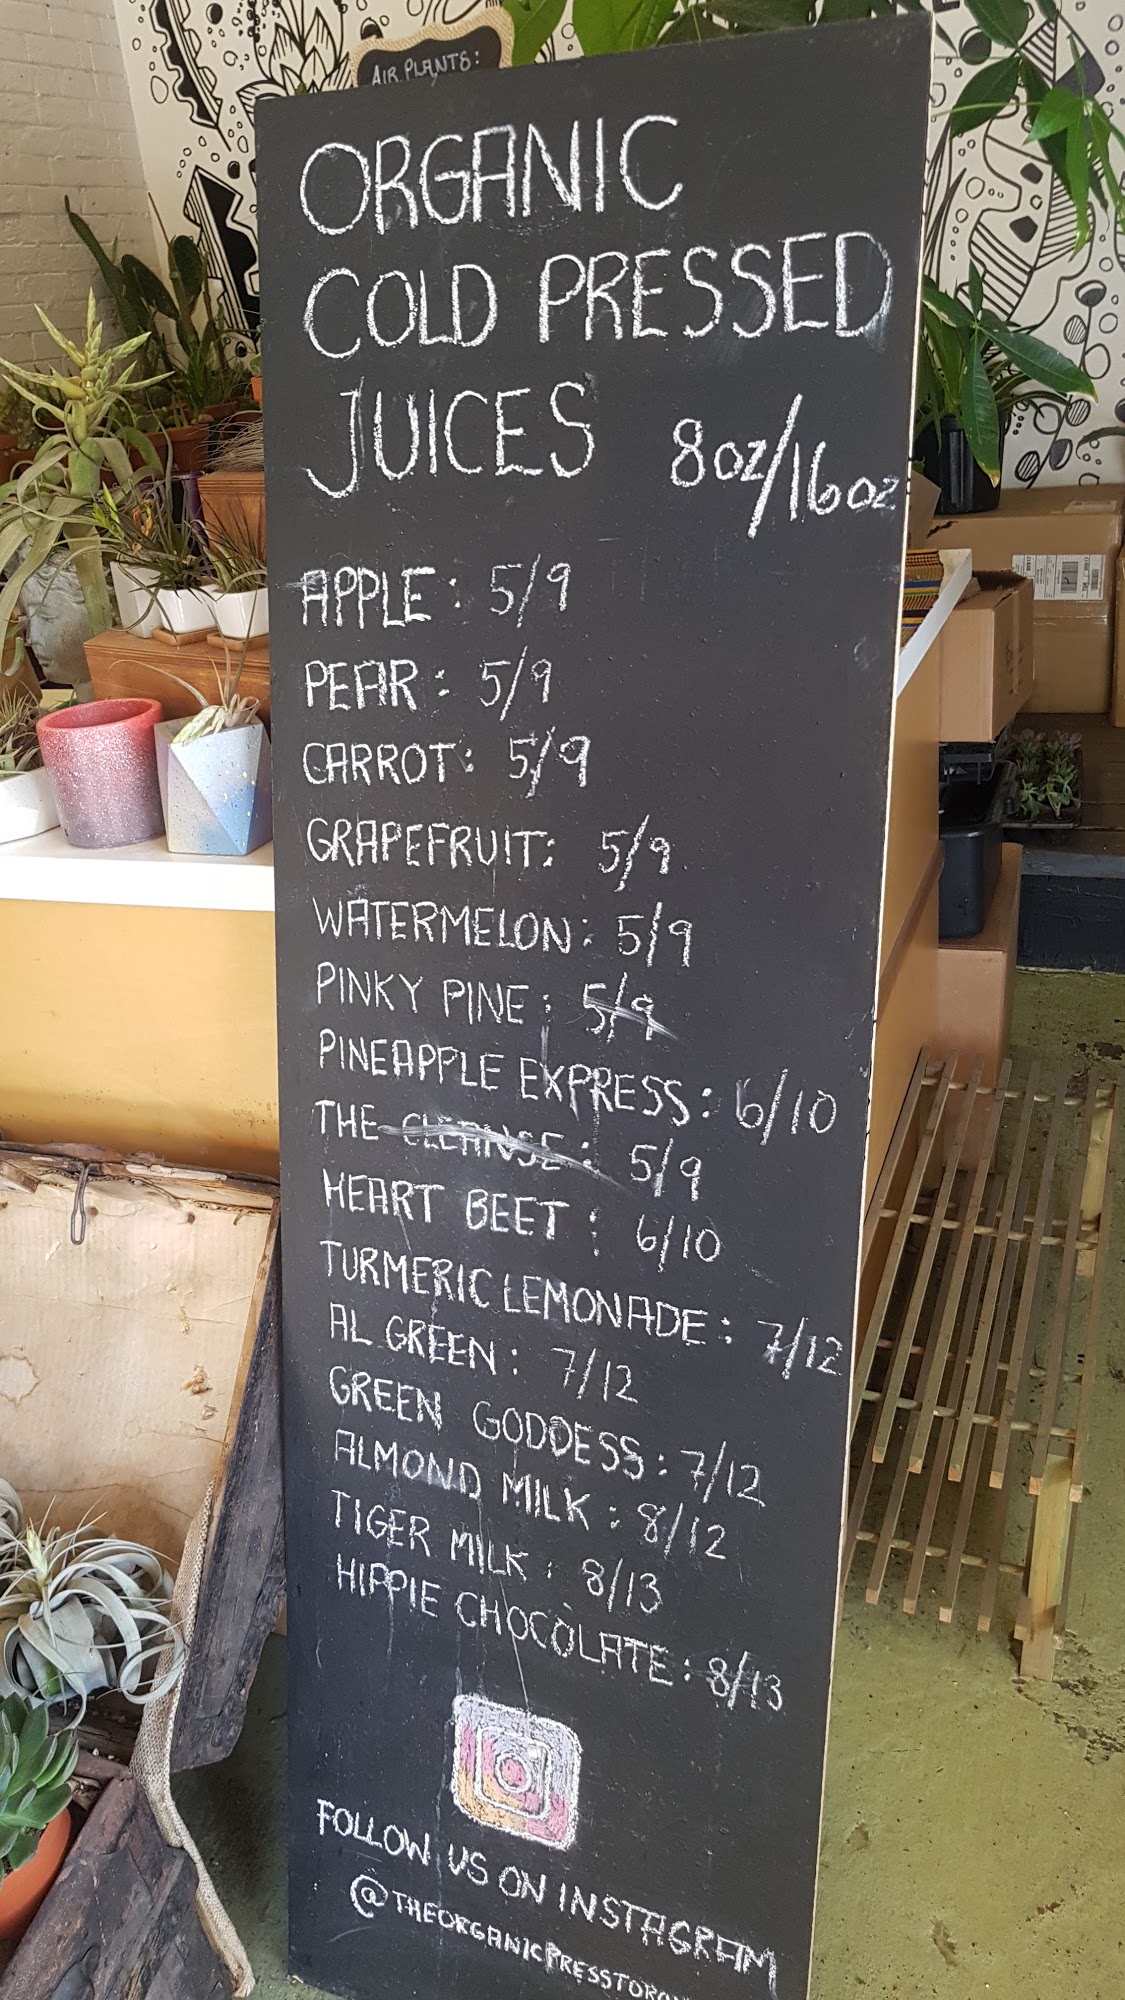 AIR PLANTS:
ORGANIC
COLD PRESSED
JUICES 8oz/16oz
APPLE: 5/9
PEAR: 5/9
CARROT: 5/9
GRAPEFRUIT: 5/9
WATERMELON: 5/9
PINKY PINE: 5/9
PINEAPPLE EXPRESS: 6/10
THE CLEANSE: 5/9
HEART BEET: 6/10
TURMERIC LEMONADE: 7/12
AL GREEN: 7/12
GREEN GODDESS: 7/12
ALMOND MILK: 8/12
TIGER MILK: 8/13
HIPPIE CHOCOLATE: 8/13
FOLLOW US ON INSTAGRAM
@THEORGANICPRESSTORON